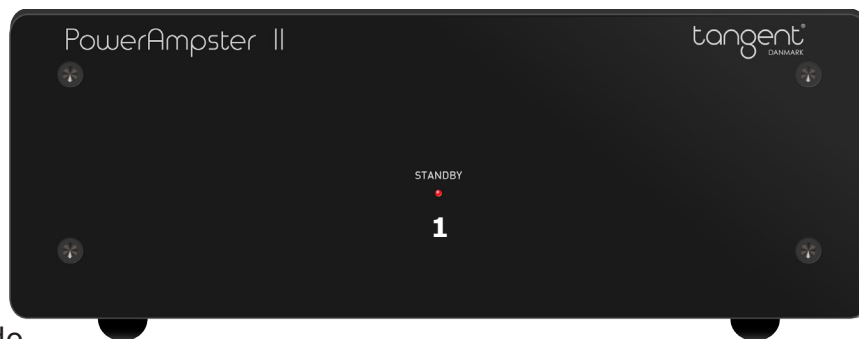 PowerAmpster II
tangent®
DANMARK
STANDBY
1